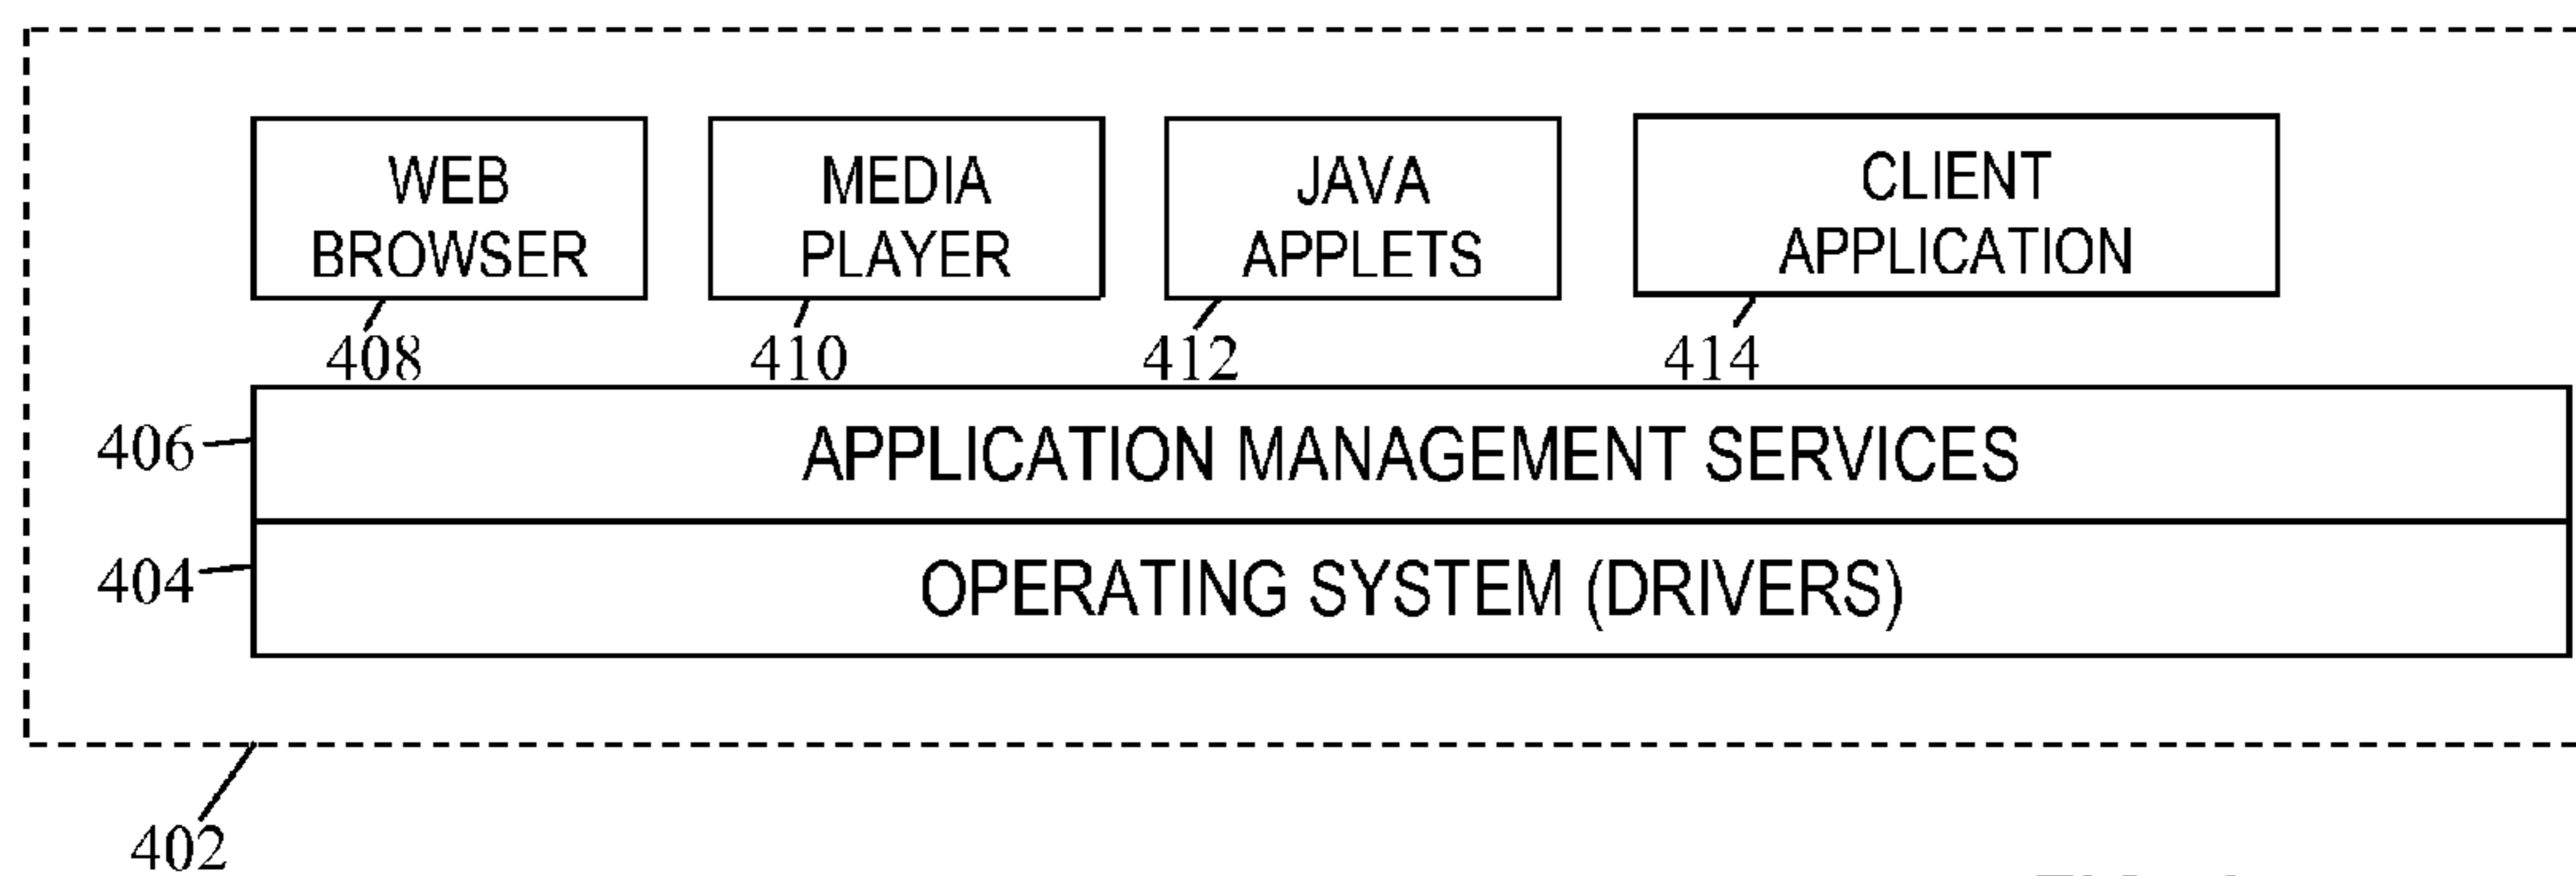 WEB
BROWSER
MEDIA
PLAYER
JAVA
APPLETS
CLIENT
APPLICATION
408
410
412
414
406
APPLICATION MANAGEMENT SERVICES
404
OPERATING SYSTEM (DRIVERS)
402